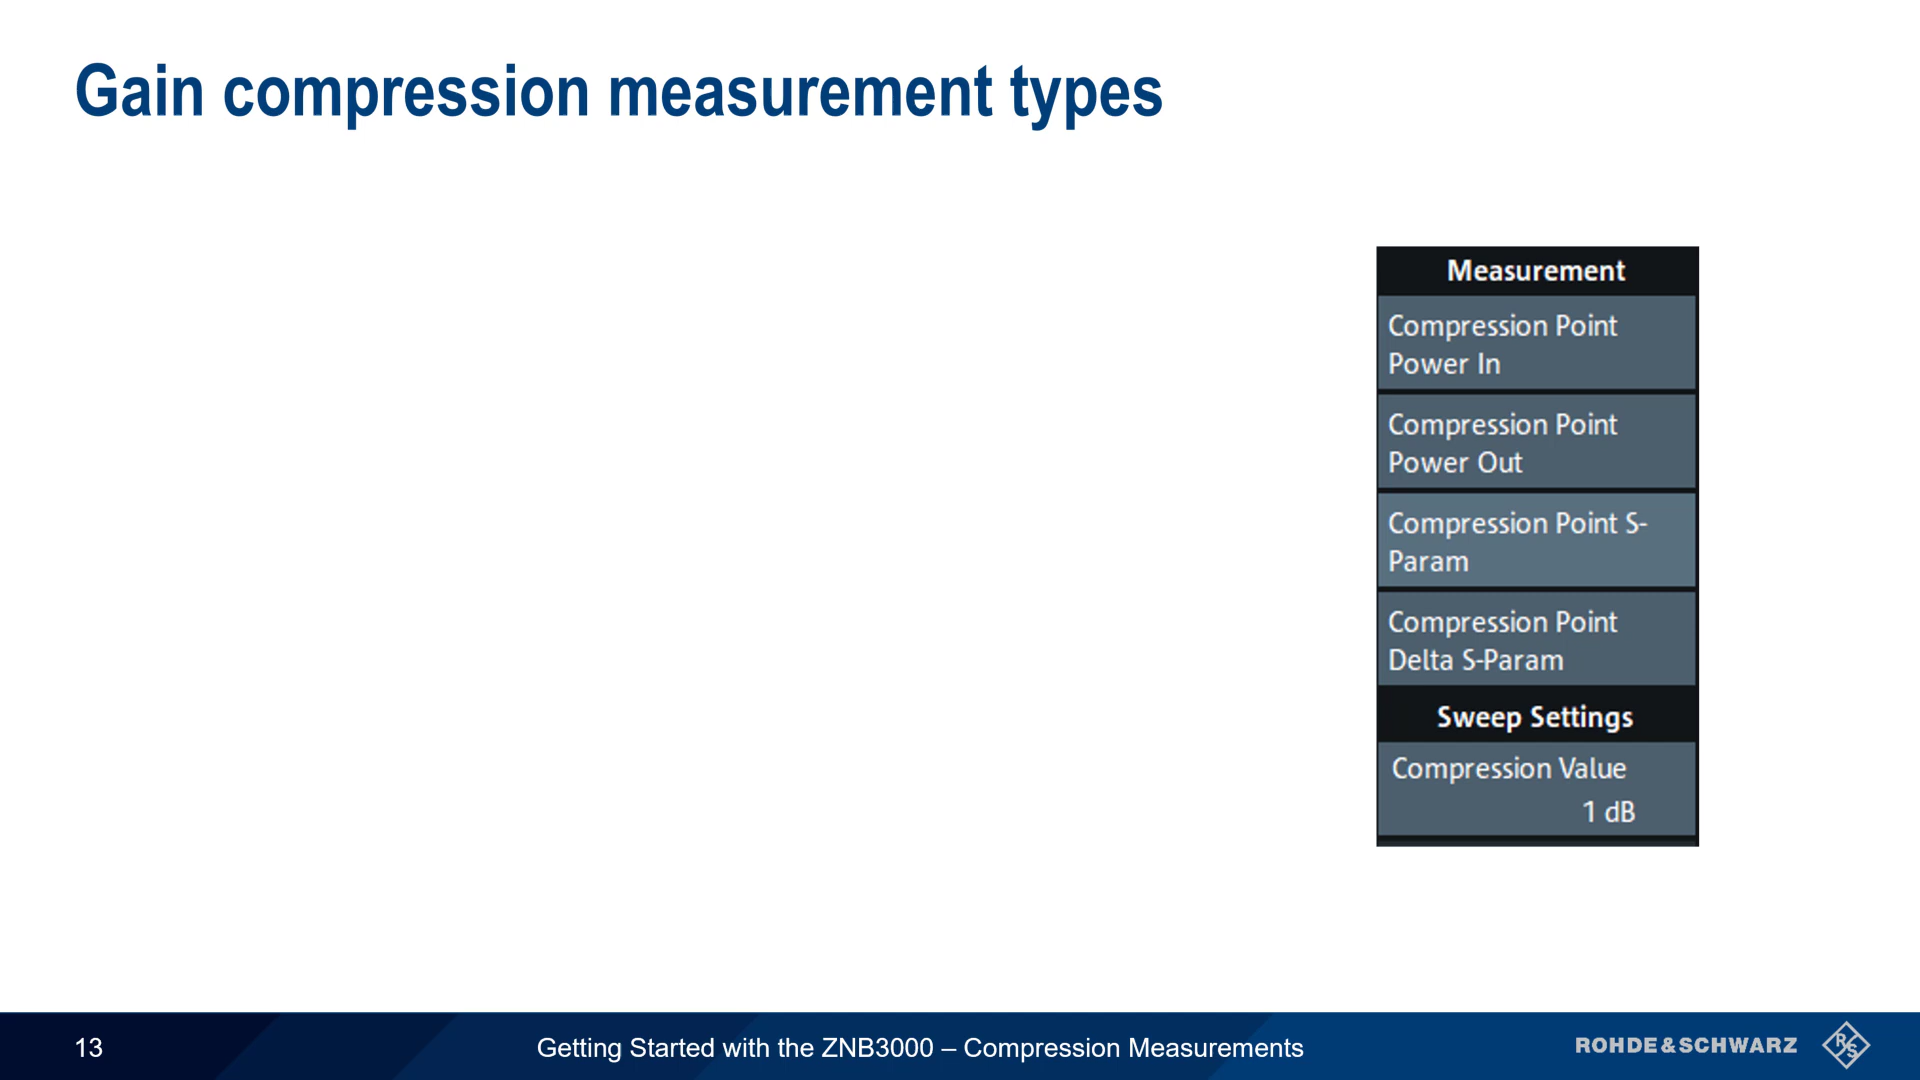 Gain compression measurement types
Measurement
Compression Point
Power In
Compression Point
Power Out
Compression Point S-
Param
Compression Point
Delta S-Param
Sweep Settings
Compression Value
1 dB
13
Getting Started with the ZNB3000 – Compression Measurements
ROHDE&SCHWARZ
R&S